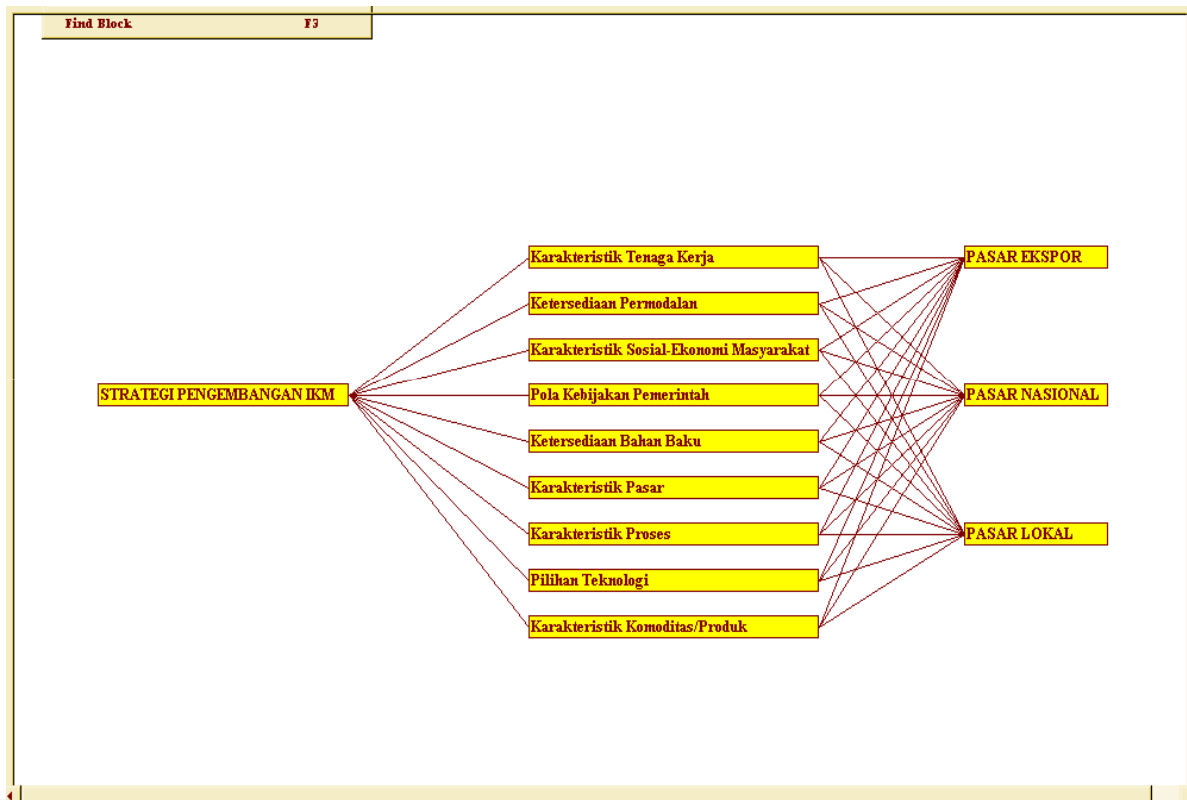 Find Block F3
Karakteristik Tenaga Kerja
PASAR EKSPOR
Ketersediaan Permodalan
Karakteristik Sosial-Ekonomi Masyarakat
STRATEGI PENGEMBANGAN IKM
Pola Kebijakan Pemerintah
PASAR NASIONAL
Ketersediaan Bahan Baku
Karakteristik Pasar
Karakteristik Proses
PASAR LOKAL
Pilihan Teknologi
Karakteristik Komoditas/Produk